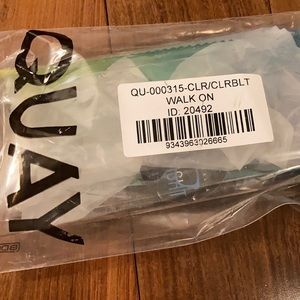 QUAY
QU-000315-CLR/CLRBLT
WALK ON
ID: 20492
9343963026665